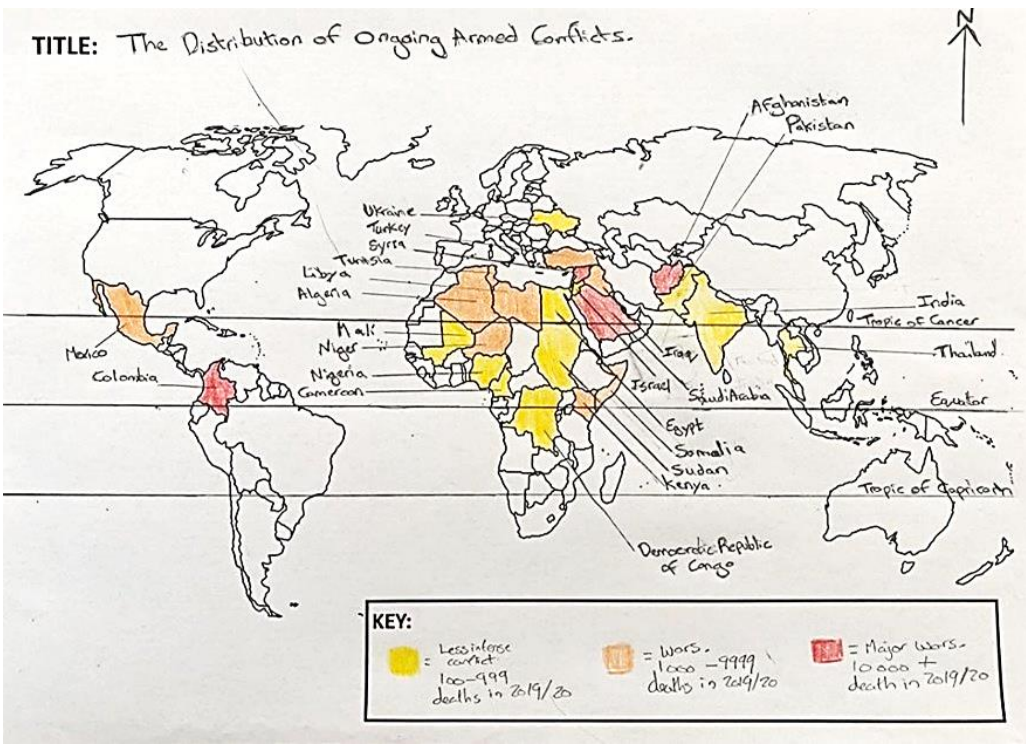 TITLE: The Distribution of Ongoing Armed Conflicts.
N
Afghanistan
Pakistan
Ukraine
Turkey
Syria
Tunisia
Libya
Algeria
Mali
Niger
Nigeria
Cameroon
Mexico
Colombia
India
Tropic of Cancer
Thailand
Iraq
Israel
Saudi Arabia
Equator
Egypt
Somalia
Sudan
Kenya
Tropic of Capricorn
Democratic Republic
of Congo
KEY:
= Less intense
conflict
100-999
deaths in 2019/20
= Wars.
1000-9999
deaths in 2019/20
= Major Wars.
10000+
death in 2019/20